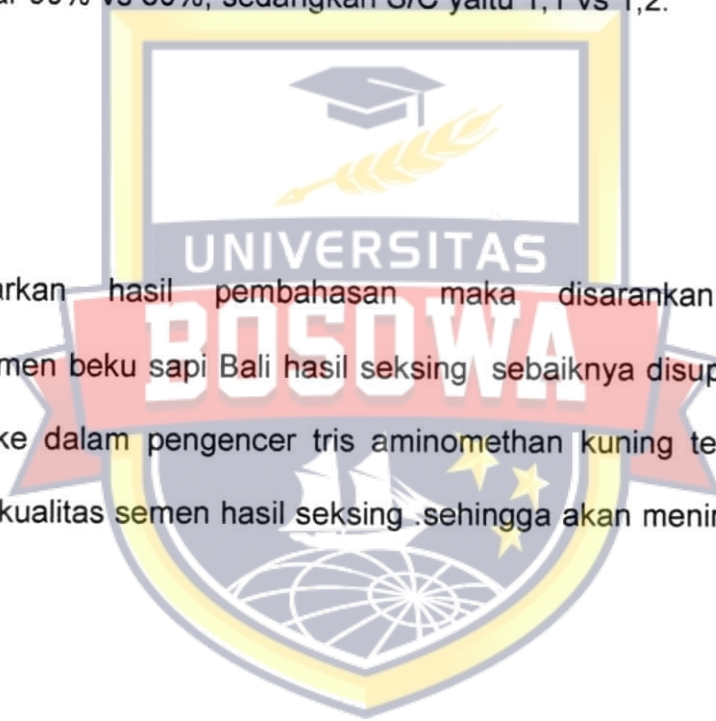 vs 80%, sedangkan S/C yaitu 1,1 vs 1,2.
UNIVERSITAS
arkan hasil pembahasan maka disarankan
BOSOWA
men beku sapi Bali hasil seksing sebaiknya disup
ke dalam pengencer tris aminomethan kuning te
kualitas semen hasil seksing .sehingga akan menin